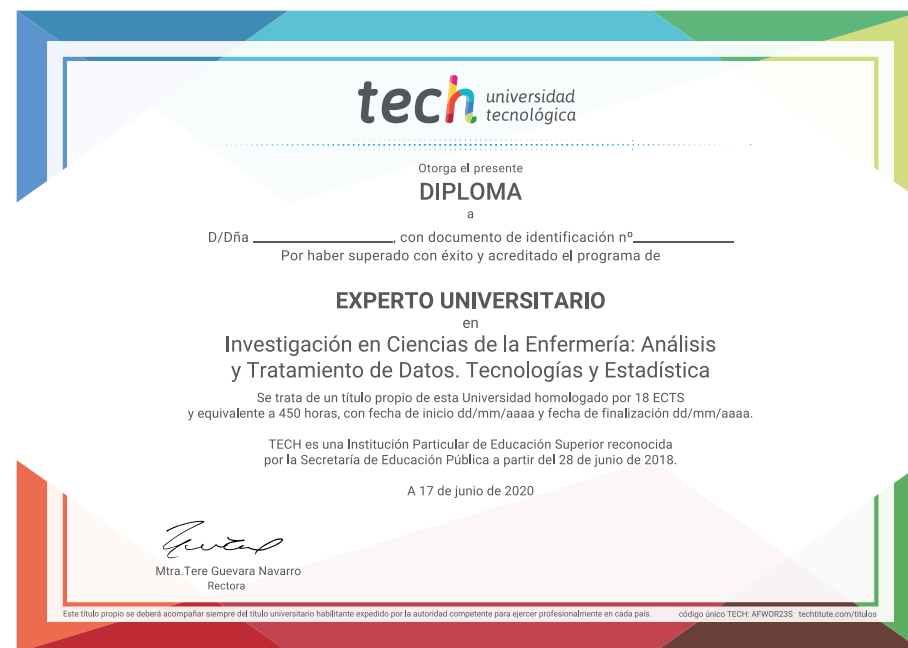 tech universidad
tecnológica
Otorga el presente
DIPLOMA
a
D/Dña ____________________, con documento de identificación nº______________
Por haber superado con éxito y acreditado el programa de
EXPERTO UNIVERSITARIO
en
Investigación en Ciencias de la Enfermería: Análisis
y Tratamiento de Datos. Tecnologías y Estadística
Se trata de un título propio de esta Universidad homologado por 18 ECTS
y equivalente a 450 horas, con fecha de inicio dd/mm/aaaa y fecha de finalización dd/mm/aaaa.
TECH es una Institución Particular de Educación Superior reconocida
por la Secretaría de Educación Pública a partir del 28 de junio de 2018.
A 17 de junio de 2020
Mtra.Tere Guevara Navarro
Rectora
Este título propio se deberá acompañar siempre del título universitario habilitante expedido por la autoridad competente para ejercer profesionalmente en cada país. código único TECH: AFWOR23S techtitute.com/titulos